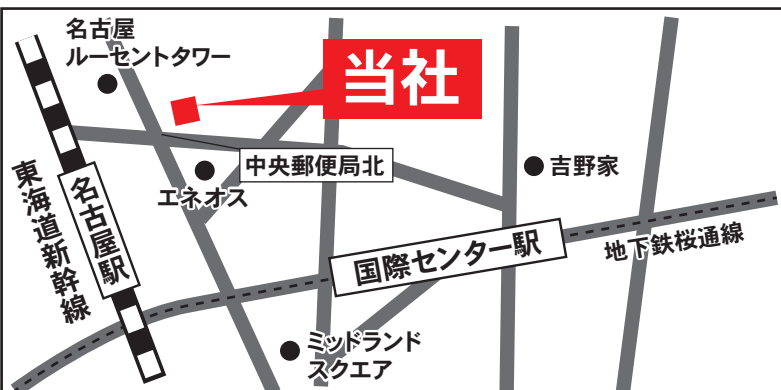 名古屋
ルーセントタワー
当社
中央郵便局北
エネオス
吉野家
東海道新幹線
名古屋駅
国際センター駅
地下鉄桜通線
ミッドランド
スクエア